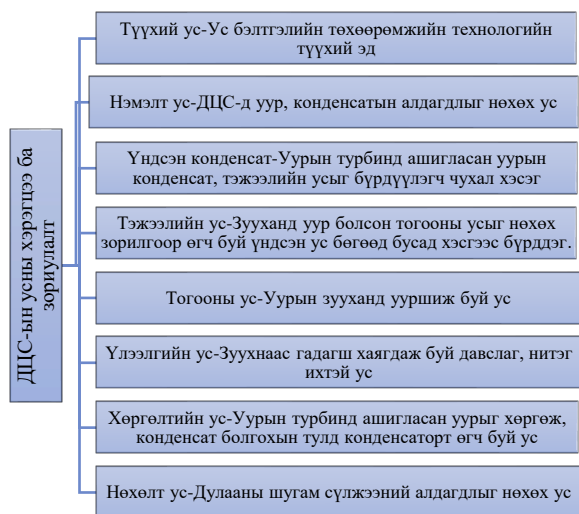 ДЦС-ын усны хэрэгцээ ба
зориулалт
Түүхий ус-Ус бэлтгэлийн төхөөрөмжийн технологийн
түүхий эд
Нэмэлт ус-ДЦС-д уур, конденсатын алдагдлыг нөхөх ус
Үндсэн конденсат-Уурын турбинд ашигласан уурын
конденсат, тэжээлийн усыг бүрдүүлэгч чухал хэсэг
Тэжээлийн ус-Зууханд уур болсон тогооны усыг нөхөх
зорилгоор өгч буй үндсэн ус бөгөөд бусад хэсгээс бүрддэг.
Тогооны ус-Уурын зууханд ууршиж буй ус
Үлээлгийн ус-Зуухнаас гадагш хаягдаж буй давслаг, нитэг
ихтэй ус
Хөргөлтийн ус-Уурын турбинд ашигласан уурыг хөргөж,
конденсат болгохын тулд конденсаторт өгч буй ус
Нөхөлт ус-Дулааны шугам сүлжээний алдагдлыг нөхөх ус